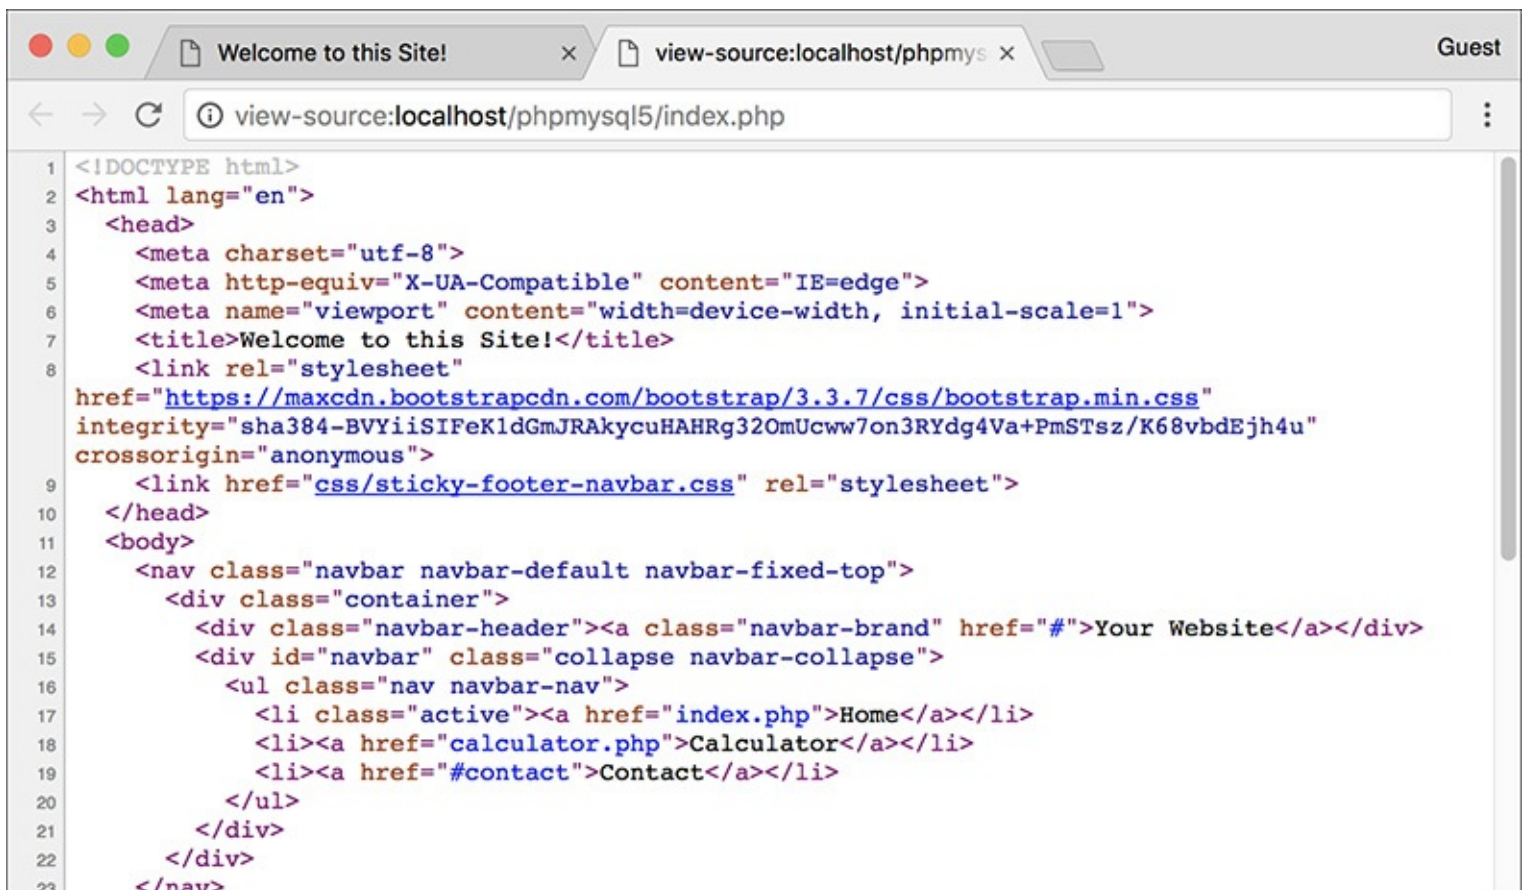 Welcome to this Site! × view-source:localhost/phpmys × Guest
view-source:localhost/phpmysql5/index.php
1 <!DOCTYPE html>
2 <html lang="en">
3 <head>
4 <meta charset="utf-8">
5 <meta http-equiv="X-UA-Compatible" content="IE=edge">
6 <meta name="viewport" content="width=device-width, initial-scale=1">
7 <title>Welcome to this Site!</title>
8 <link rel="stylesheet"
href="https://maxcdn.bootstrapcdn.com/bootstrap/3.3.7/css/bootstrap.min.css"
integrity="sha384-BVYiiSIFeK1dGmJRAkycuHAHRg32OmUcww7on3RYdg4Va+PmSTsz/K68vbdEjh4u"
crossorigin="anonymous">
9 <link href="css/sticky-footer-navbar.css" rel="stylesheet">
10 </head>
11 <body>
12 <nav class="navbar navbar-default navbar-fixed-top">
13 <div class="container">
14 <div class="navbar-header"><a class="navbar-brand" href="#">Your Website</a></div>
15 <div id="navbar" class="collapse navbar-collapse">
16 <ul class="nav navbar-nav">
17 <li class="active"><a href="index.php">Home</a></li>
18 <li><a href="calculator.php">Calculator</a></li>
19 <li><a href="#contact">Contact</a></li>
20 </ul>
21 </div>
22 </div>
23 </nav>